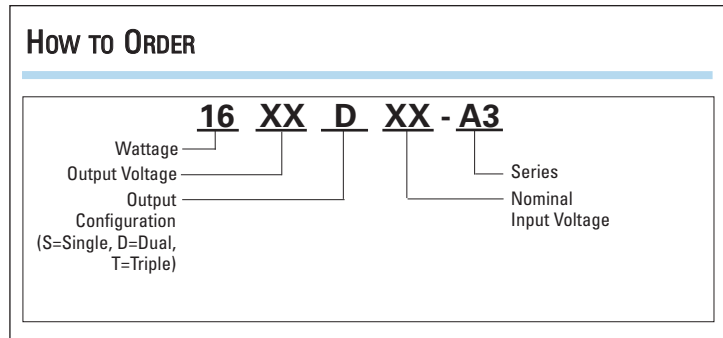 HOW TO ORDER
16 XX D XX - A3
Wattage
Output Voltage
Output
Configuration
(S=Single, D=Dual,
T=Triple)
Series
Nominal
Input Voltage